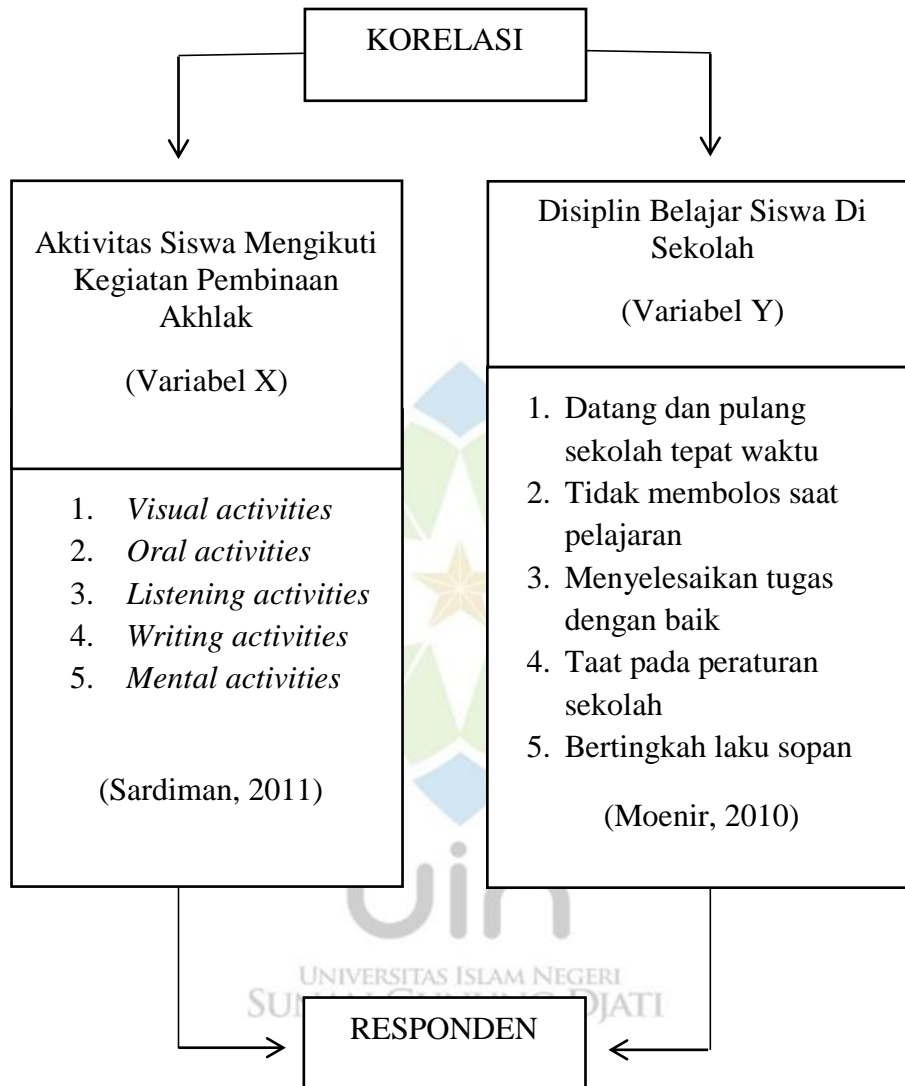 KORELASI
Aktivitas Siswa Mengikuti
Kegiatan Pembinaan
Akhlak
(Variabel X)
1. Visual activities
2. Oral activities
3. Listening activities
4. Writing activities
5. Mental activities
(Sardiman, 2011)
Disiplin Belajar Siswa Di
Sekolah
(Variabel Y)
1. Datang dan pulang
sekolah tepat waktu
2. Tidak membolos saat
pelajaran
3. Menyelesaikan tugas
dengan baik
4. Taat pada peraturan
sekolah
5. Bertingkah laku sopan
(Moenir, 2010)
uin
UNIVERSITAS ISLAM NEGERI
SUNAN GUNUNG DJATI
RESPONDEN